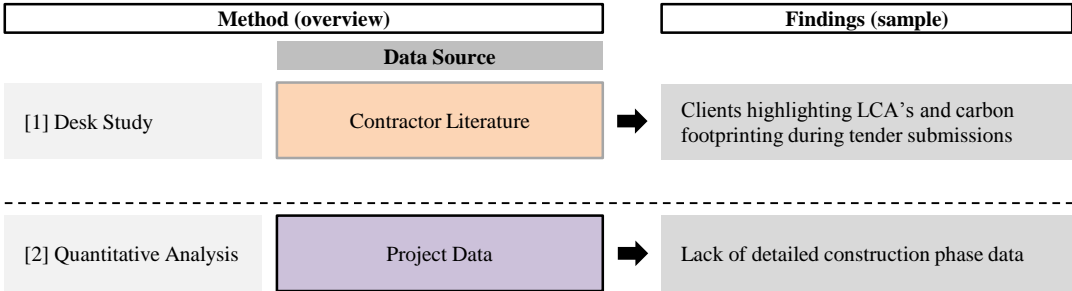 Method (overview)
Findings (sample)
Data Source
[1] Desk Study
Contractor Literature
Clients highlighting LCA’s and carbon
footprinting during tender submissions
[2] Quantitative Analysis
Project Data
Lack of detailed construction phase data